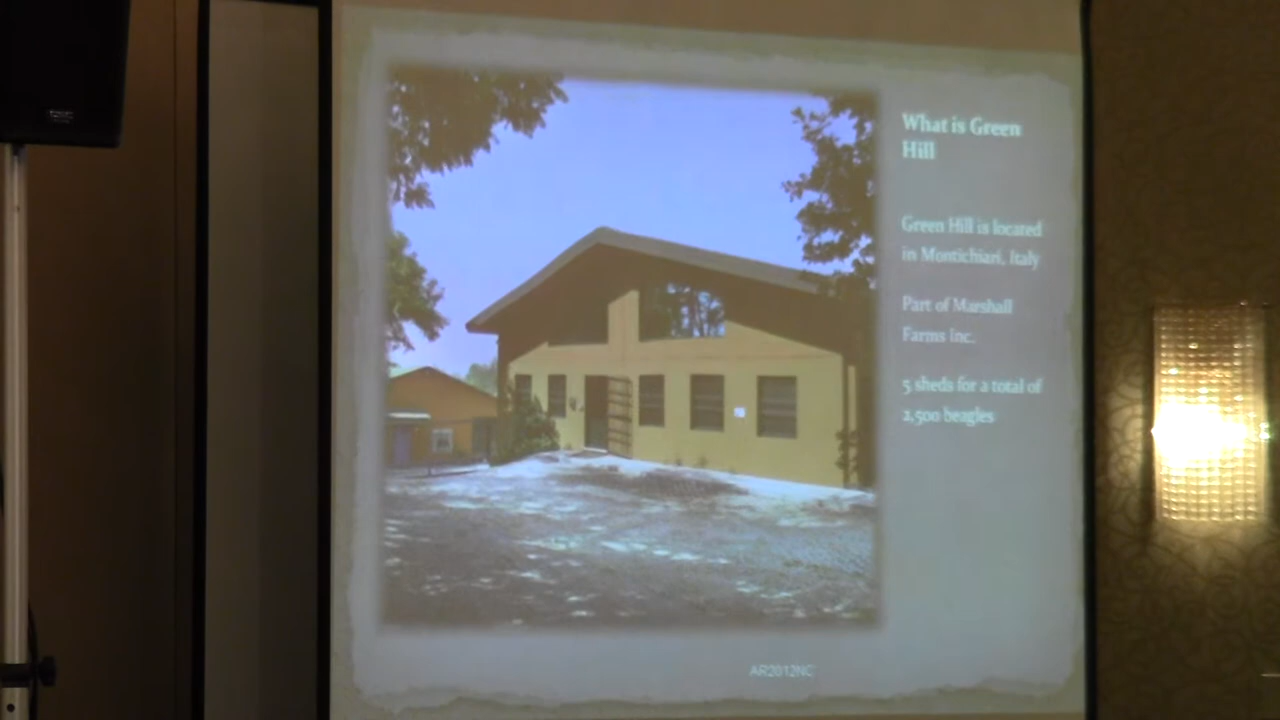 What is Green
Hill
Green Hill is located
in Montichiari, Italy
Part of Marshall
Farms Inc.
5 sheds for a total of
2,500 beagles
AR2012NC